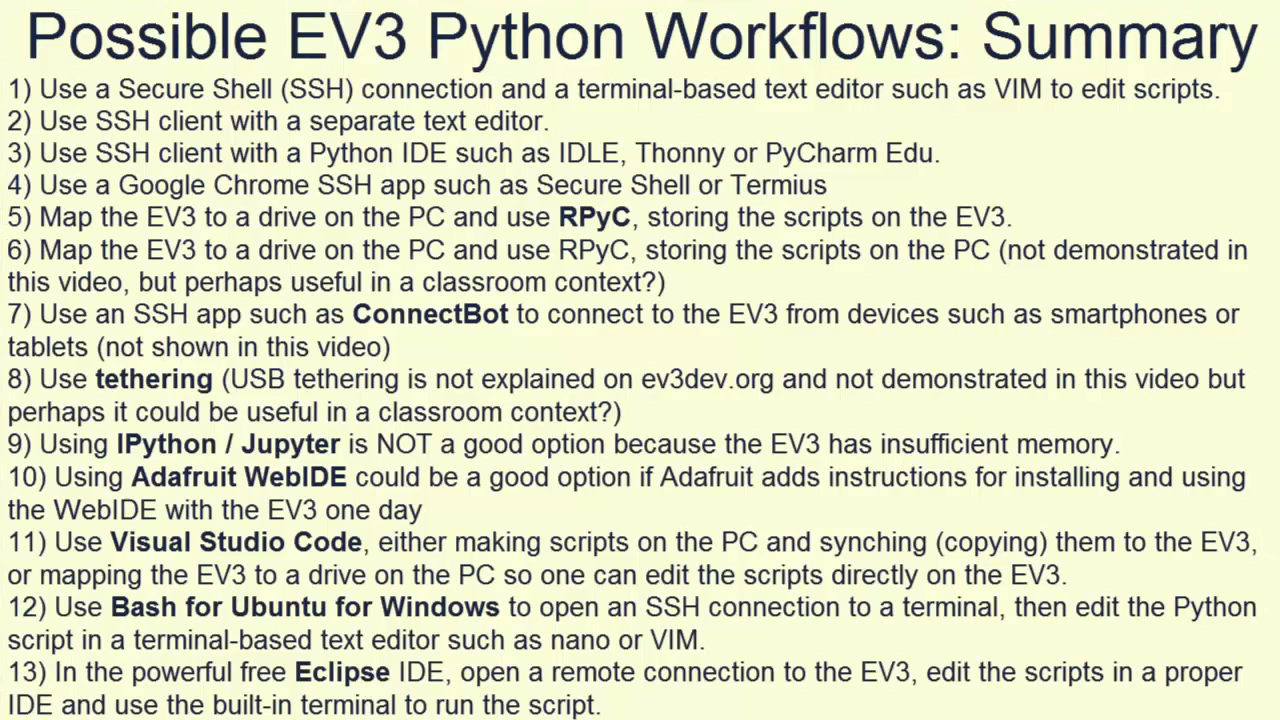 Possible EV3 Python Workflows: Summary
1) Use a Secure Shell (SSH) connection and a terminal-based text editor such as VIM to edit scripts.
2) Use SSH client with a separate text editor.
3) Use SSH client with a Python IDE such as IDLE, Thonny or PyCharm Edu.
4) Use a Google Chrome SSH app such as Secure Shell or Termius
5) Map the EV3 to a drive on the PC and use RPyC, storing the scripts on the EV3.
6) Map the EV3 to a drive on the PC and use RPyC, storing the scripts on the PC (not demonstrated in
this video, but perhaps useful in a classroom context?)
7) Use an SSH app such as ConnectBot to connect to the EV3 from devices such as smartphones or
tablets (not shown in this video)
8) Use tethering (USB tethering is not explained on ev3dev.org and not demonstrated in this video but
perhaps it could be useful in a classroom context?)
9) Using IPython / Jupyter is NOT a good option because the EV3 has insufficient memory.
10) Using Adafruit WebIDE could be a good option if Adafruit adds instructions for installing and using
the WebIDE with the EV3 one day
11) Use Visual Studio Code, either making scripts on the PC and synching (copying) them to the EV3,
or mapping the EV3 to a drive on the PC so one can edit the scripts directly on the EV3.
12) Use Bash for Ubuntu for Windows to open an SSH connection to a terminal, then edit the Python
script in a terminal-based text editor such as nano or VIM.
13) In the powerful free Eclipse IDE, open a remote connection to the EV3, edit the scripts in a proper
IDE and use the built-in terminal to run the script.